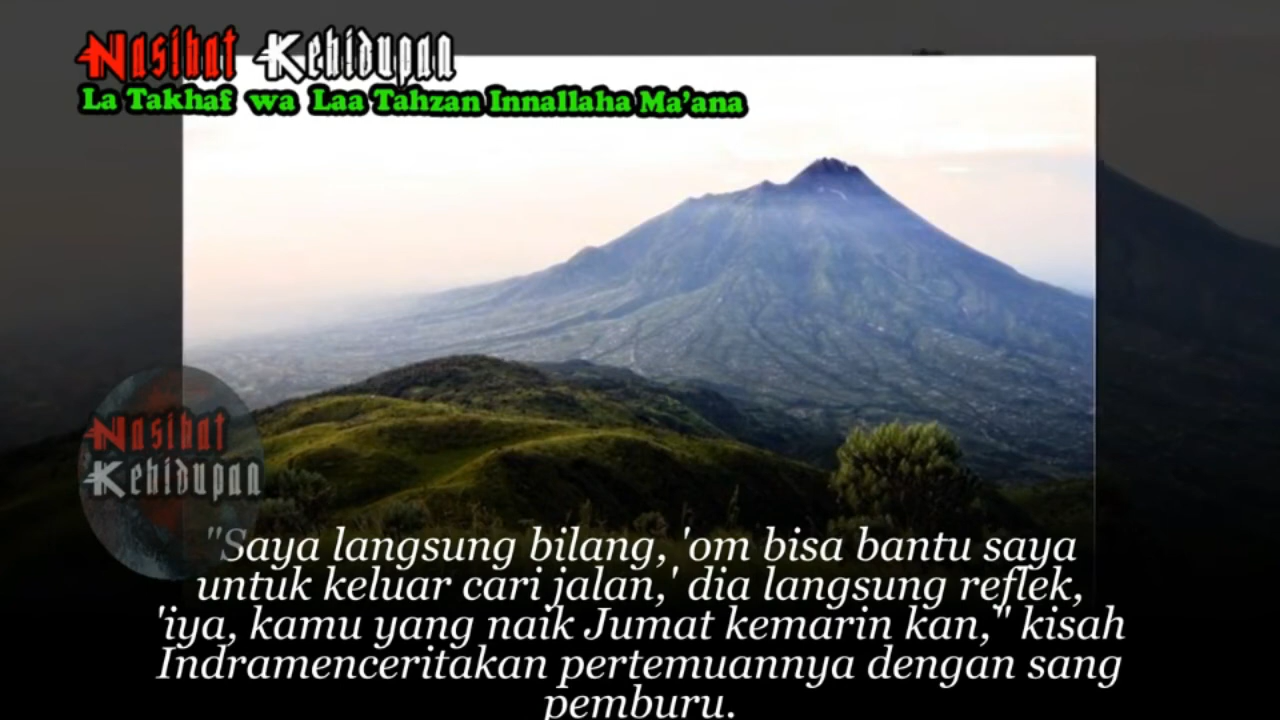 Nasihat Kehidupan
La Takhaf wa Laa Tahzan Innallaha Ma'ana
Nasihat
Kehidupan
"Saya langsung bilang, 'om bisa bantu saya
untuk keluar cari jalan,' dia langsung reflek,
'iya, kamu yang naik Jumat kemarin kan," kisah
Indramenceritakan pertemuannya dengan sang
pemburu.